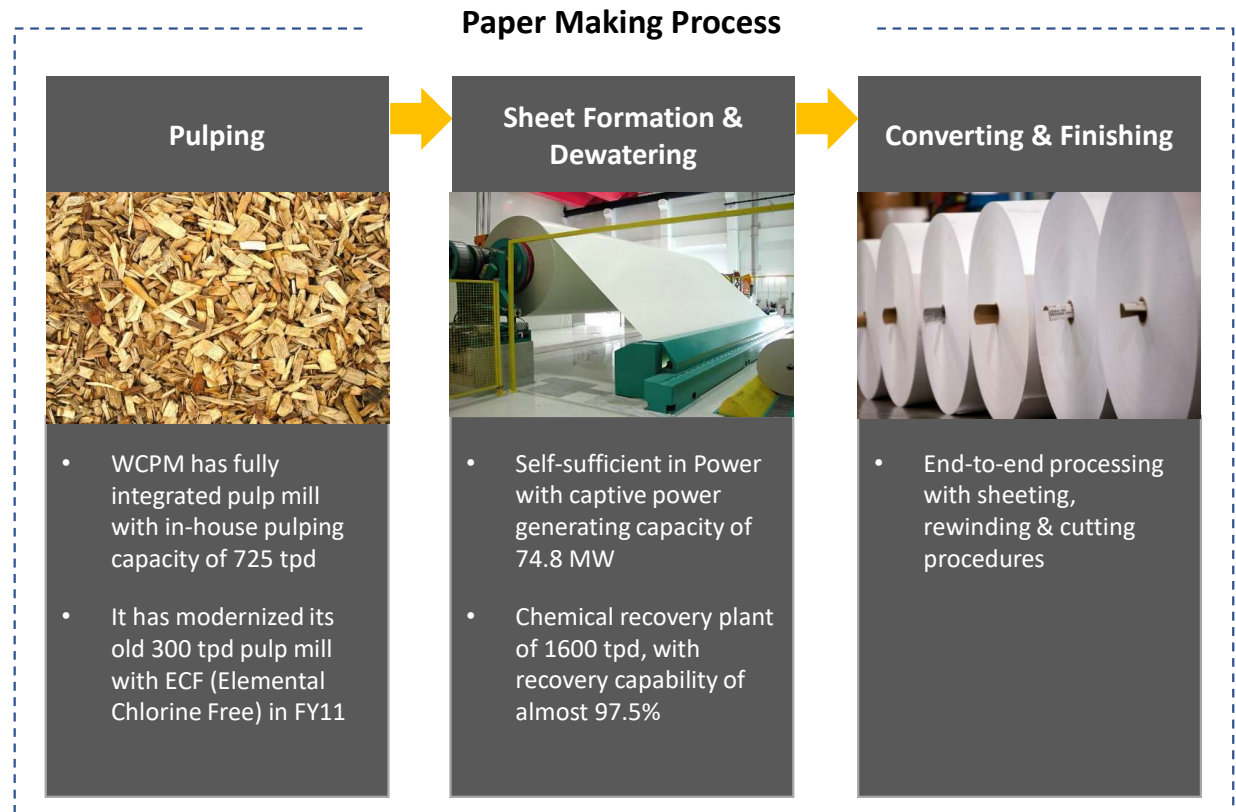 Paper Making Process
Pulping
• WCPM has fully
integrated pulp mill
with in-house pulping
capacity of 725 tpd
• It has modernized its
old 300 tpd pulp mill
with ECF (Elemental
Chlorine Free) in FY11
Sheet Formation &
Dewatering
• Self-sufficient in Power
with captive power
generating capacity of
74.8 MW
• Chemical recovery plant
of 1600 tpd, with
recovery capability of
almost 97.5%
Converting & Finishing
• End-to-end processing
with sheeting,
rewinding & cutting
procedures